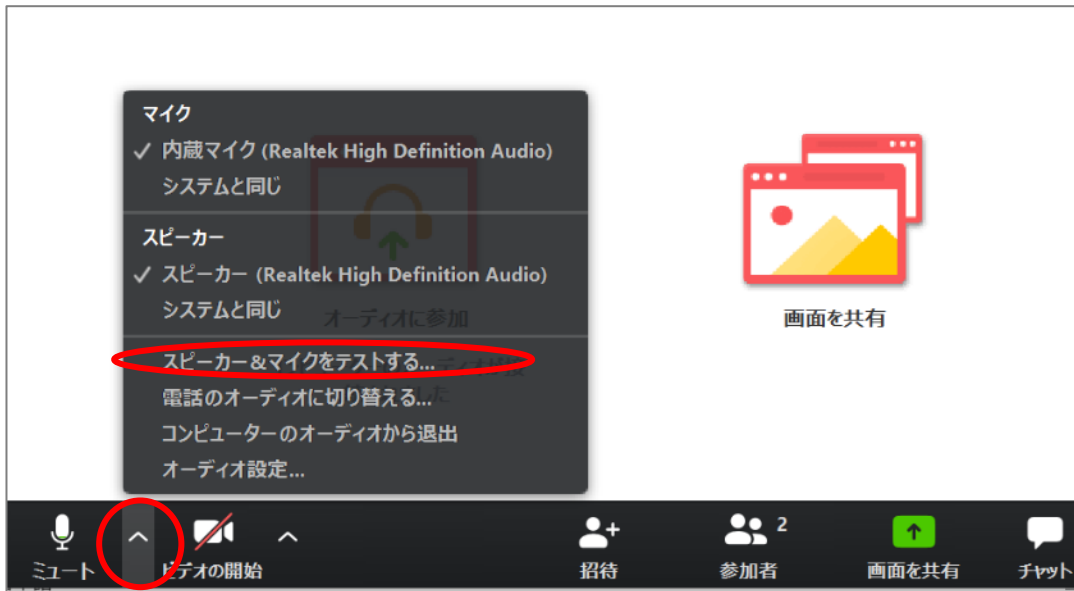 マイク
✓ 内蔵マイク (Realtek High Definition Audio)
システムと同じ
スピーカー
✓ スピーカー (Realtek High Definition Audio)
システムと同じ
オーディオに参加
画面を共有
スピーカー&マイクをテストする...
電話のオーディオに切り替える...
コンピューターのオーディオから退出
オーディオ設定...
ミュート
ビデオの開始
招待
2
参加者
画面を共有
チャット